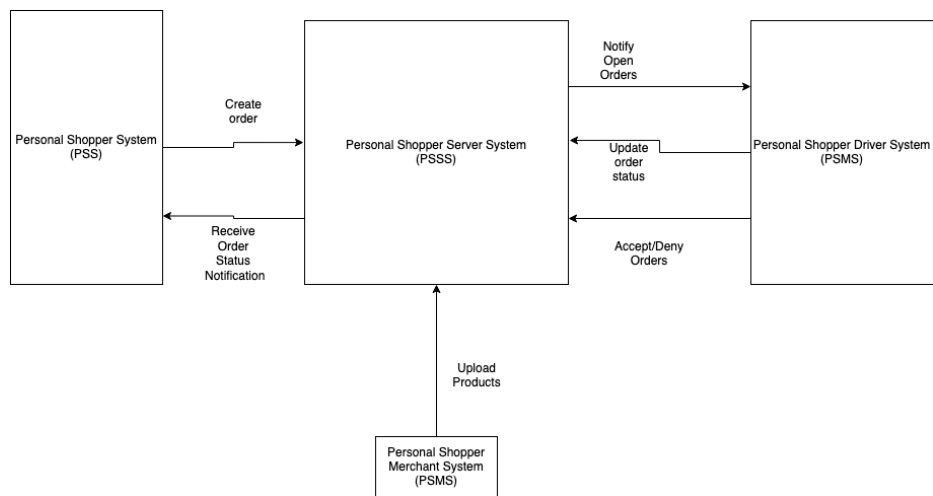 Personal Shopper System
(PSS)
Create
order
Receive
Order
Status
Notification
Personal Shopper Server System
(PSSS)
Notify
Open
Orders
Update
order
status
Accept/Deny
Orders
Personal Shopper Driver System
(PSMS)
Upload
Products
Personal Shopper
Merchant System
(PSMS)